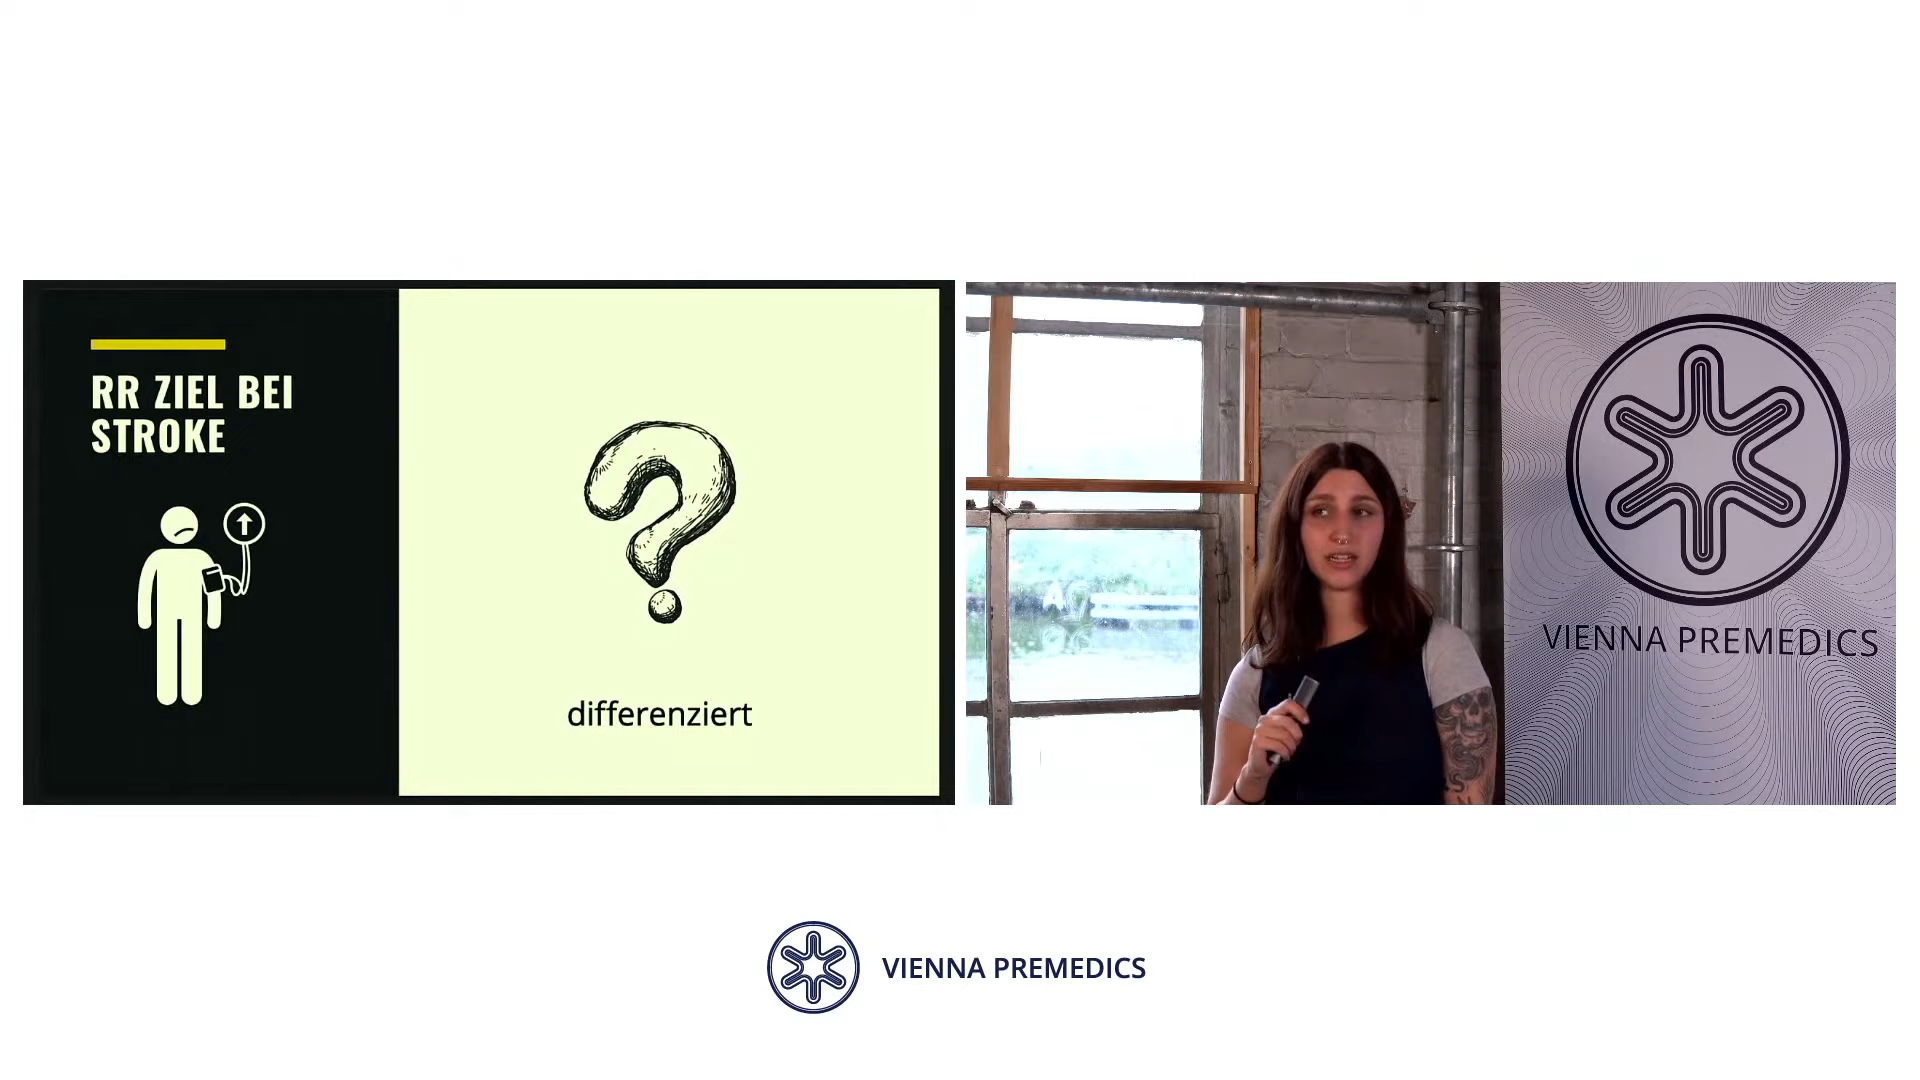 RR ZIEL BEI
STROKE
differenziert
VIENNA PREMEDICS
VIENNA PREMEDICS